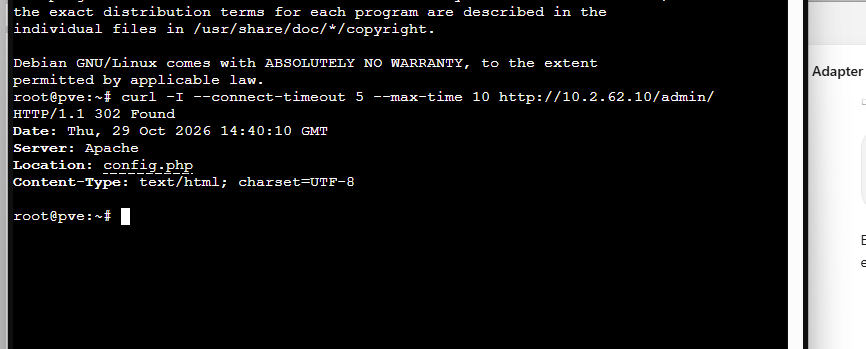 the exact distribution terms for each program are described in the
individual files in /usr/share/doc/*/copyright.
Debian GNU/Linux comes with ABSOLUTELY NO WARRANTY, to the extent
permitted by applicable law.
root@pve:~# curl -I --connect-timeout 5 --max-time 10 http://10.2.62.10/admin/
HTTP/1.1 302 Found
Date: Thu, 29 Oct 2026 14:40:10 GMT
Server: Apache
Location: config.php
Content-Type: text/html; charset=UTF-8
root@pve:~#
Adapter